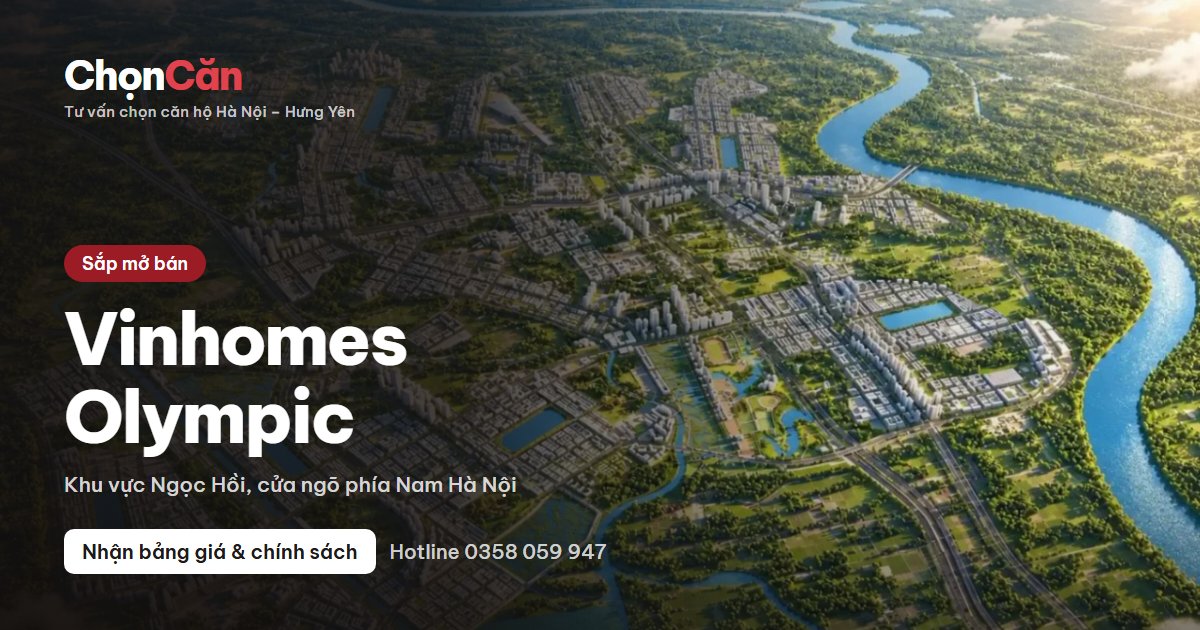 ChọnCăn
Tư vấn chọn căn hộ Hà Nội – Hưng Yên
Sắp mở bán
Vinhomes
Olympic
Khu vực Ngọc Hồi, cửa ngõ phía Nam Hà Nội
Nhận bảng giá & chính sách
Hotline 0358 059 947